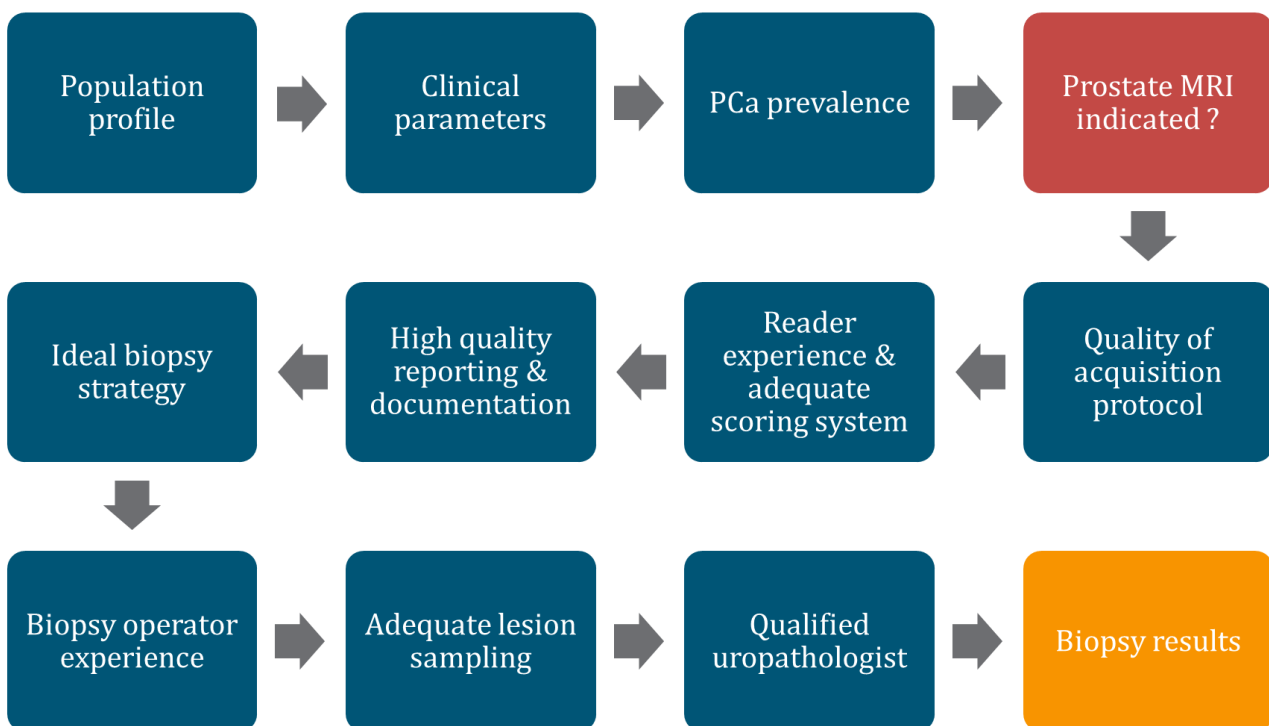 Population
profile
Clinical
parameters
PCa prevalence
Prostate MRI
indicated ?
Quality of
acquisition
protocol
Reader
experience &
adequate
scoring system
High quality
reporting &
documentation
Ideal biopsy
strategy
Biopsy operator
experience
Adequate lesion
sampling
Qualified
uropathologist
Biopsy results